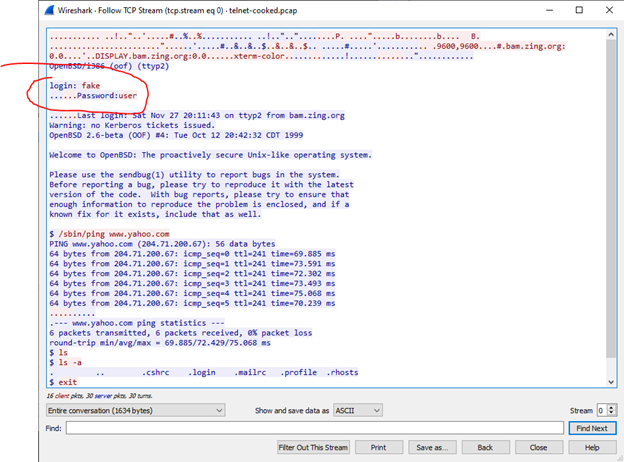 Wireshark · Follow TCP Stream (tcp.stream eq 0) · telnet-cooked.pcap
.9600,9600....#.bam.zing.org:
0.0....'..DISPLAY.bam.zing.org:0.0......xterm-color
OpenBSD/i386 (oof) (ttyp2)
login: fake
......Password:user
......Last login: Sat Nov 27 20:11:43 on ttyp2 from bam.zing.org
Warning: no Kerberos tickets issued.
OpenBSD 2.6-beta (OOF) #4: Tue Oct 12 20:42:32 CDT 1999
Welcome to OpenBSD: The proactively secure Unix-like operating system.
Please use the sendbug(1) utility to report bugs in the system.
Before reporting a bug, please try to reproduce it with the latest
version of the code.  With bug reports, please try to ensure that
enough information to reproduce the problem is enclosed, and if a
known fix for it exists, include that as well.
$ /sbin/ping www.yahoo.com
PING www.yahoo.com (204.71.200.67): 56 data bytes
64 bytes from 204.71.200.67: icmp_seq=0 ttl=241 time=69.885 ms
64 bytes from 204.71.200.67: icmp_seq=1 ttl=241 time=73.591 ms
64 bytes from 204.71.200.67: icmp_seq=2 ttl=241 time=72.302 ms
64 bytes from 204.71.200.67: icmp_seq=3 ttl=241 time=73.493 ms
64 bytes from 204.71.200.67: icmp_seq=4 ttl=241 time=75.068 ms
64 bytes from 204.71.200.67: icmp_seq=5 ttl=241 time=70.239 ms
..........
.--- www.yahoo.com ping statistics ---
6 packets transmitted, 6 packets received, 0% packet loss
round-trip min/avg/max = 69.885/72.429/75.068 ms
$ ls
$ ls -a
.        ..       .cshrc   .login   .mailrc  .profile .rhosts
$ exit
16 client pkts, 30 server pkts, 30 turns.
Entire conversation (1634 bytes) Show and save data as ASCII Stream 0
Find: Find Next
Filter Out This Stream Print Save as... Back Close Help